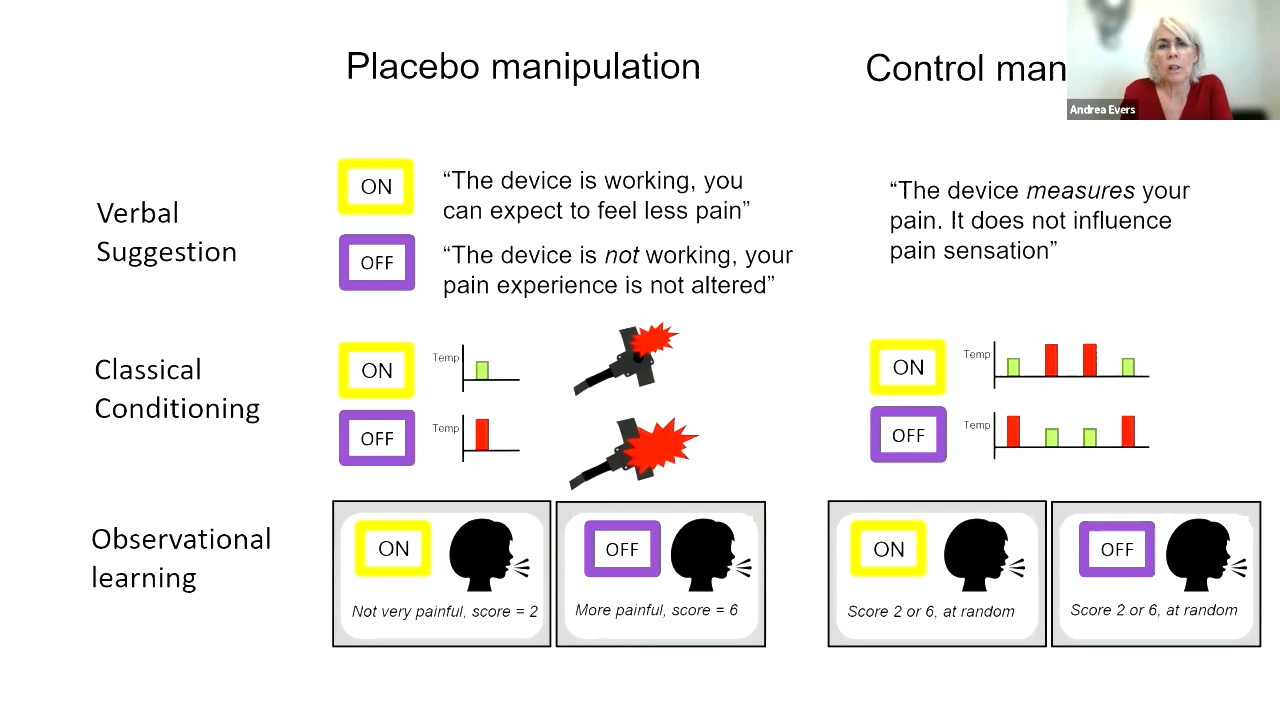 Placebo manipulation
Control man
Andrea Evers
Verbal
Suggestion
ON
“The device is working, you
can expect to feel less pain”
OFF
“The device is not working, your
pain experience is not altered”
“The device measures your
pain. It does not influence
pain sensation”
Classical
Conditioning
ON
Temp
OFF
Temp
ON
Temp
OFF
Temp
Observational
learning
ON
Not very painful, score = 2
OFF
More painful, score = 6
ON
Score 2 or 6, at random
OFF
Score 2 or 6, at random